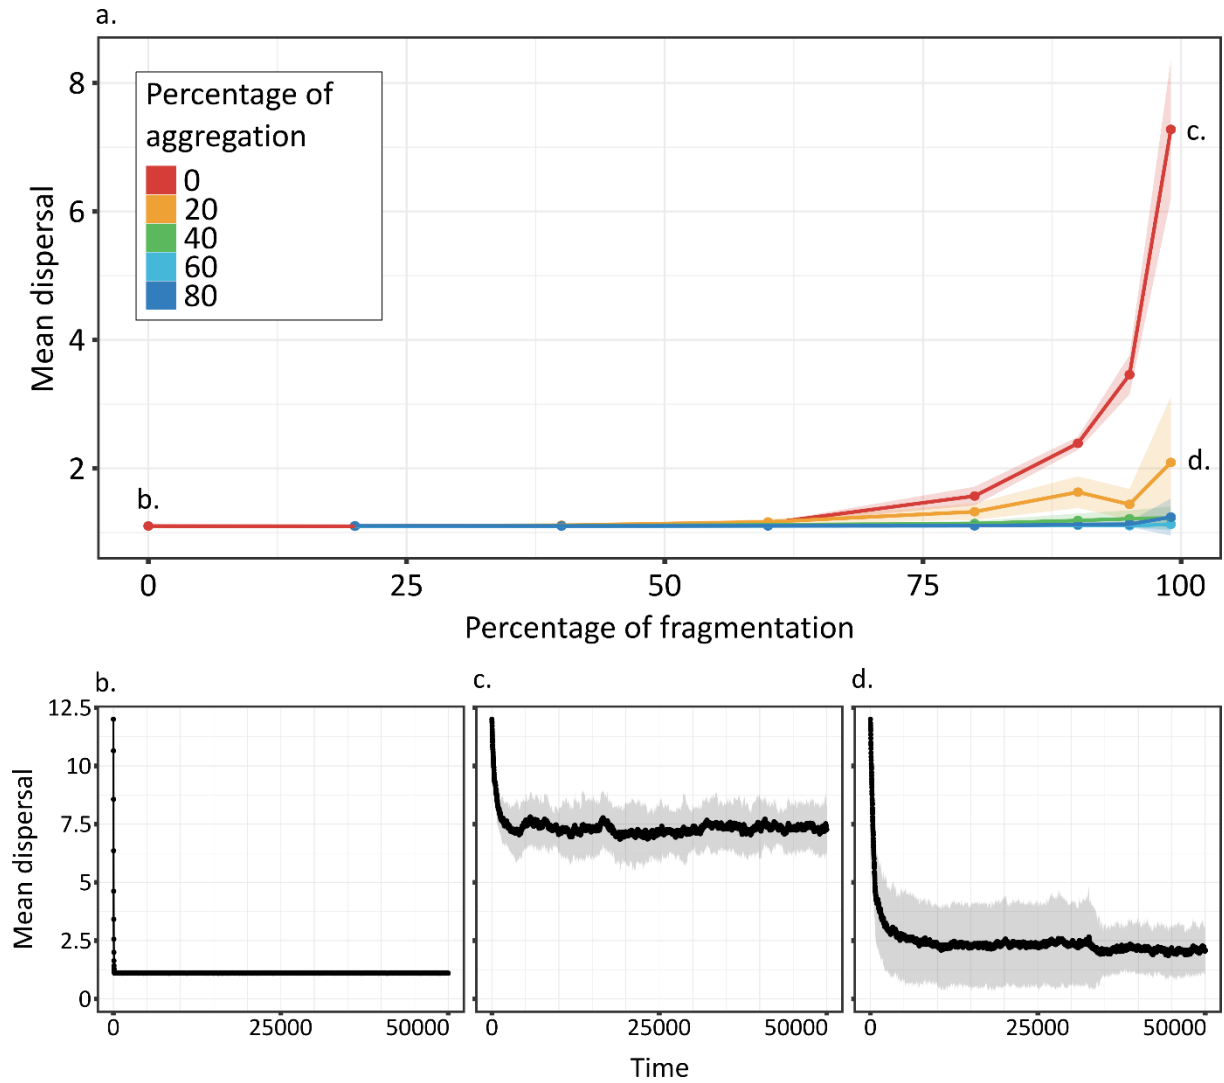 a.
8
6
4
2
Mean dispersal
Percentage of
aggregation
0
20
40
60
80
b.
c.
d.
0
25
50
75
100
Percentage of fragmentation
b.
c.
d.
12.5
10
7.5
5
2.5
0
Mean dispersal
0
25000
50000
0
25000
50000
0
25000
50000
Time